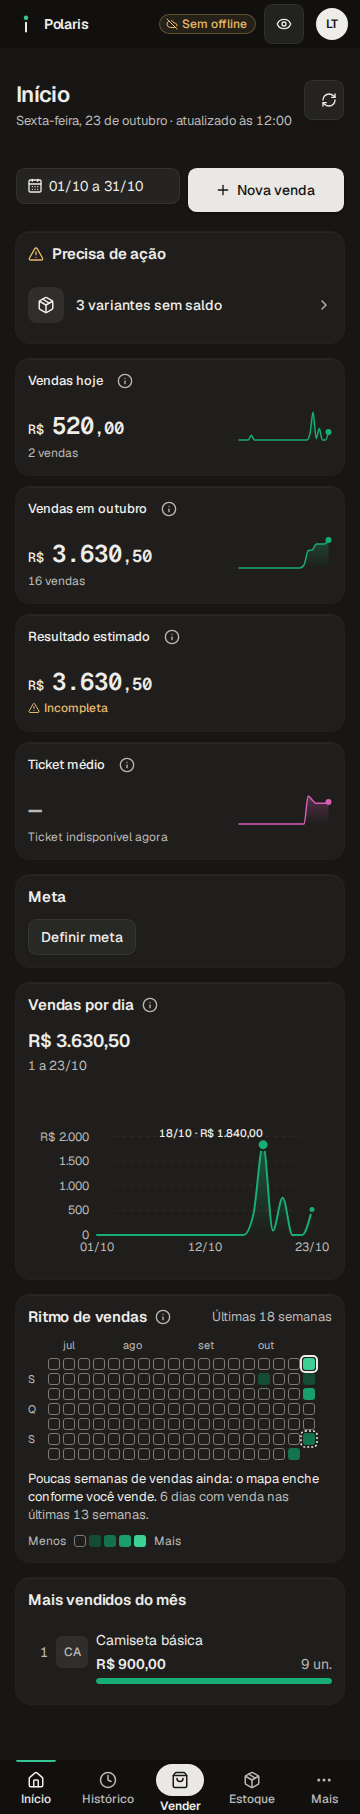 Polaris
Sem offline
LT
Início
Sexta-feira, 23 de outubro · atualizado às 12:00
01/10 a 31/10
Nova venda
Precisa de ação
3 variantes sem saldo
Vendas hoje
R$ 520,00
2 vendas
Vendas em outubro
R$ 3.630,50
16 vendas
Resultado estimado
R$ 3.630,50
Incompleta
Ticket médio
—
Ticket indisponível agora
Meta
Definir meta
Vendas por dia
R$ 3.630,50
1 a 23/10
18/10 · R$ 1.840,00
R$ 2.000
1.500
1.000
500
0
01/10 12/10 23/10
Ritmo de vendas Últimas 18 semanas
jul ago set out
S
Q
S
Poucas semanas de vendas ainda: o mapa enche
conforme você vende. 6 dias com venda nas
últimas 13 semanas.
Menos Mais
Mais vendidos do mês
Camiseta básica
1 CA
R$ 900,00 9 un.
Início Histórico Vender Estoque Mais